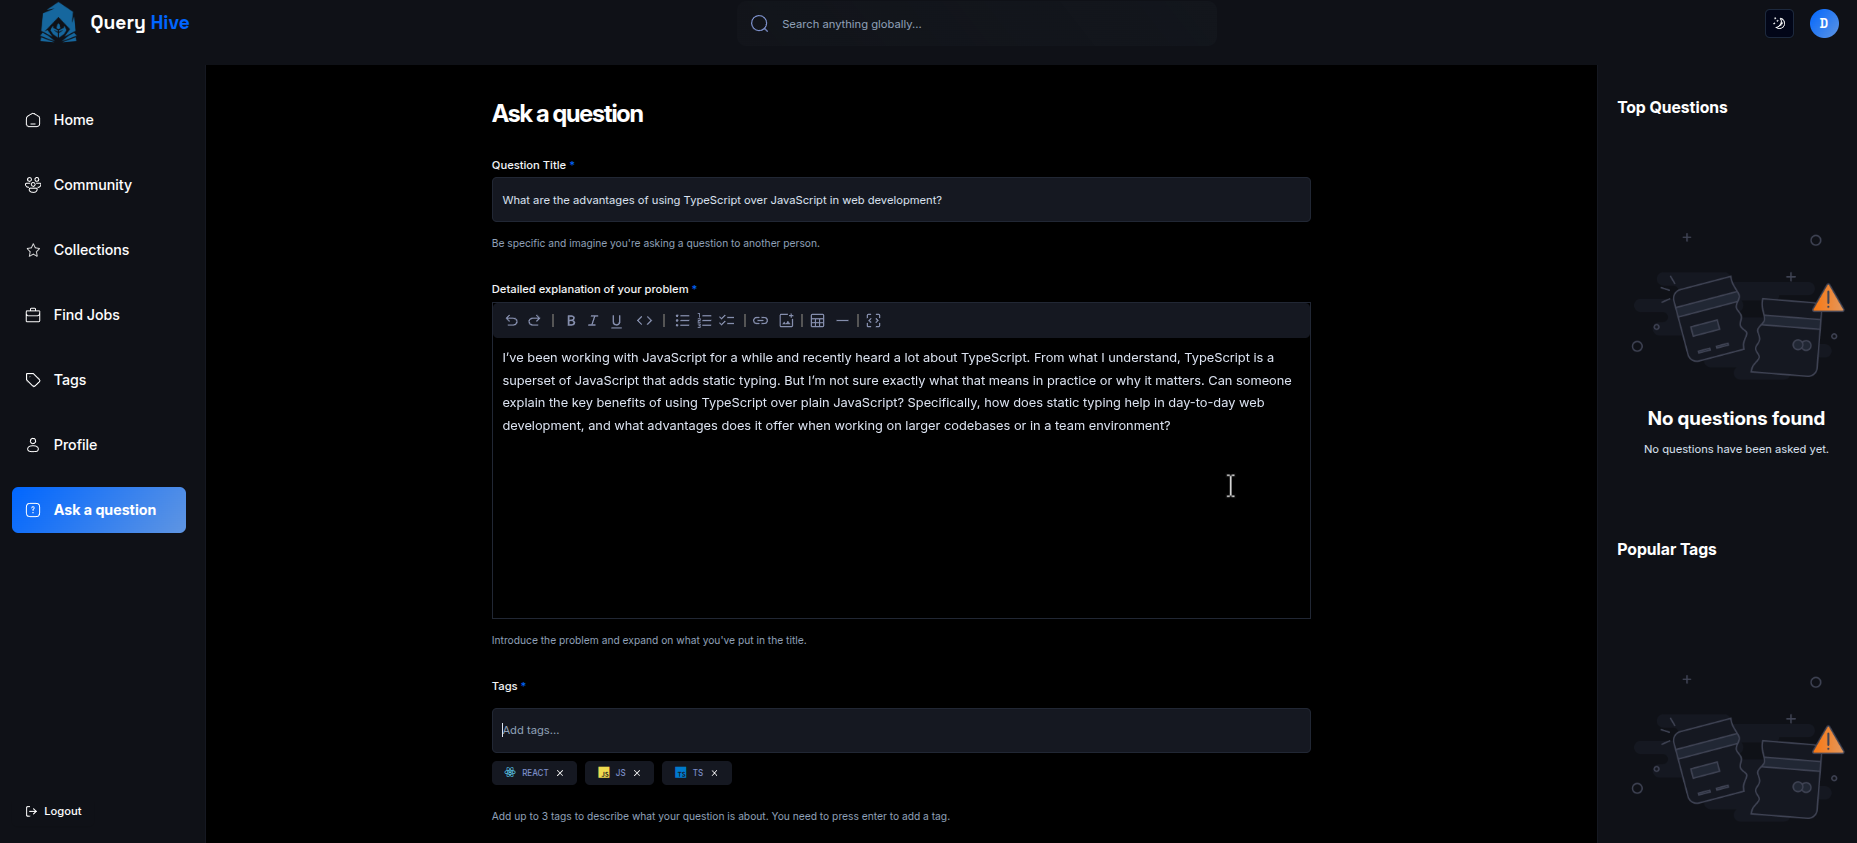 Query Hive
Search anything globally...
D
Home
Community
Collections
Find Jobs
Tags
Profile
Ask a question
Logout
Ask a question
Question Title *
What are the advantages of using TypeScript over JavaScript in web development?
Be specific and imagine you're asking a question to another person.
Detailed explanation of your problem *
B I U
I've been working with JavaScript for a while and recently heard a lot about TypeScript. From what I understand, TypeScript is a
superset of JavaScript that adds static typing. But I'm not sure exactly what that means in practice or why it matters. Can someone
explain the key benefits of using TypeScript over plain JavaScript? Specifically, how does static typing help in day-to-day web
development, and what advantages does it offer when working on larger codebases or in a team environment?
Introduce the problem and expand on what you've put in the title.
Tags *
Add tags...
REACT × JS JS × TS TS ×
Add up to 3 tags to describe what your question is about. You need to press enter to add a tag.
Top Questions
No questions found
No questions have been asked yet.
Popular Tags